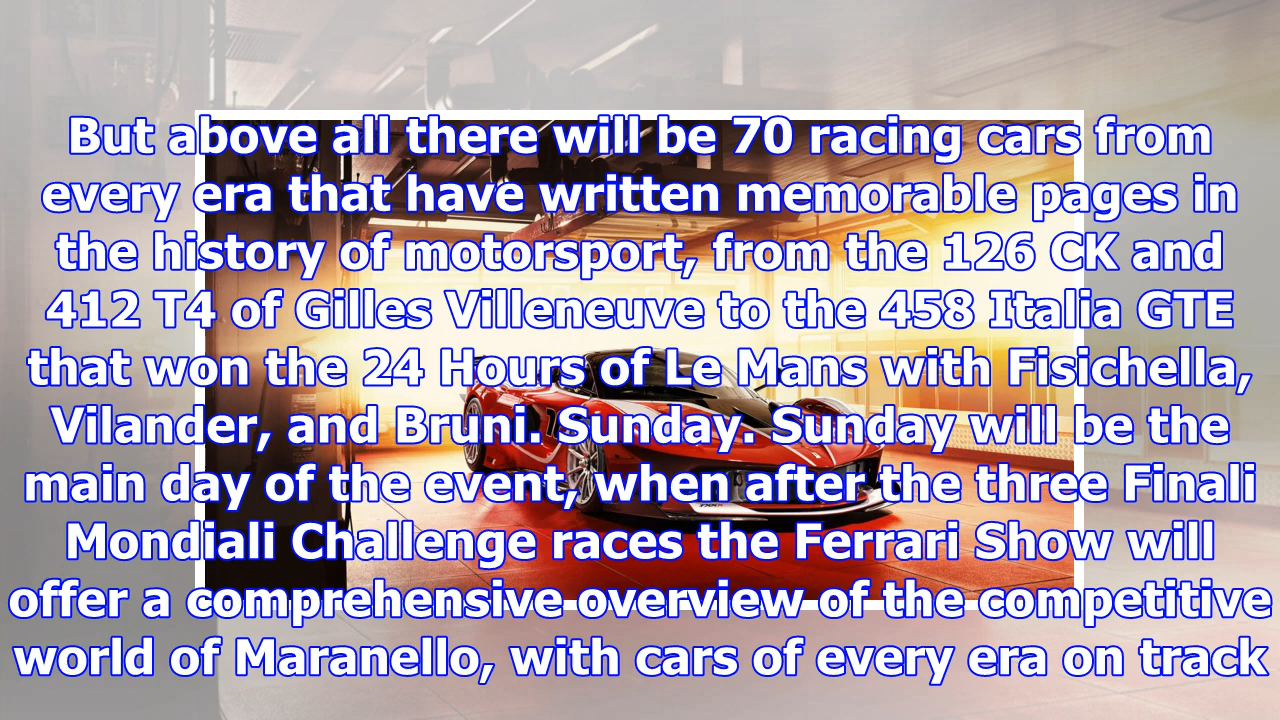 But above all there will be 70 racing cars from
every era that have written memorable pages in
the history of motorsport, from the 126 CK and
412 T4 of Gilles Villeneuve to the 458 Italia GTE
that won the 24 Hours of Le Mans with Fisichella,
Vilander, and Bruni. Sunday. Sunday will be the
main day of the event, when after the three Finali
Mondiali Challenge races the Ferrari Show will
offer a comprehensive overview of the competitive
world of Maranello, with cars of every era on track